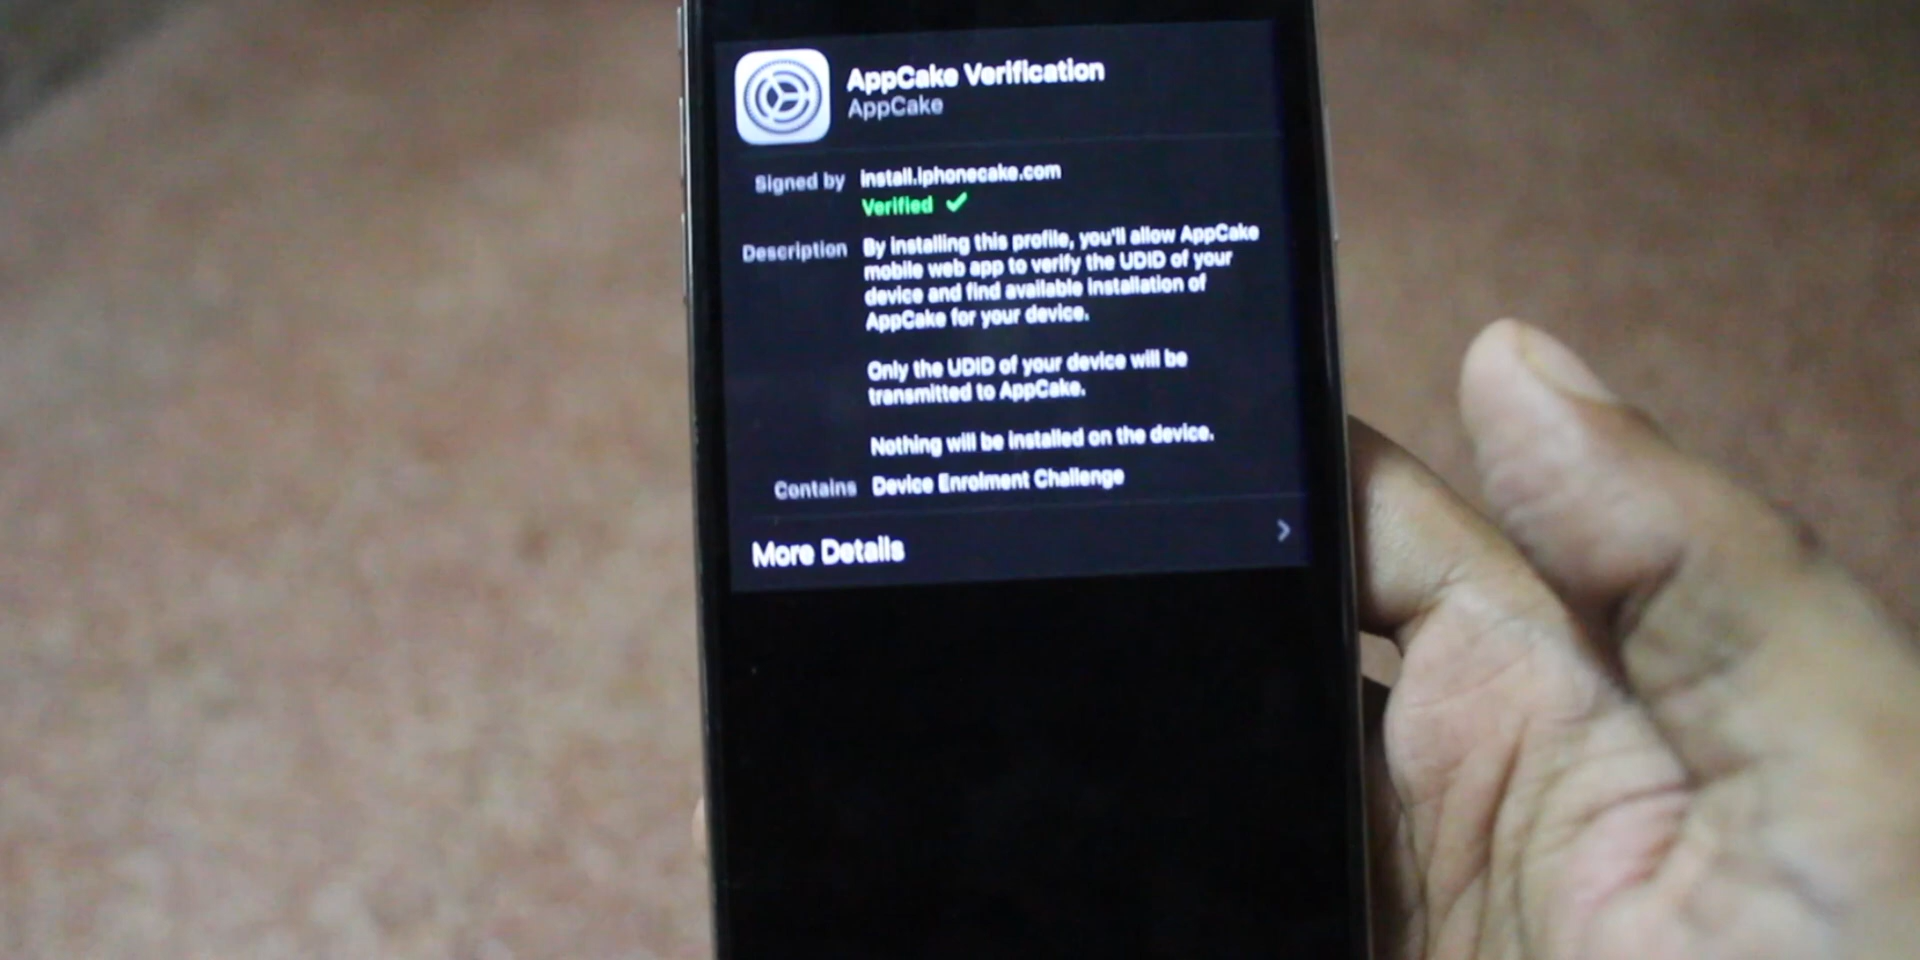 AppCake Verification
AppCake
Signed by install.iphonecake.com
Verified
Description By installing this profile, you'll allow AppCake
mobile web app to verify the UDID of your
device and find available installation of
AppCake for your device.
Only the UDID of your device will be
transmitted to AppCake.
Nothing will be installed on the device.
Contains Device Enrolment Challenge
More Details